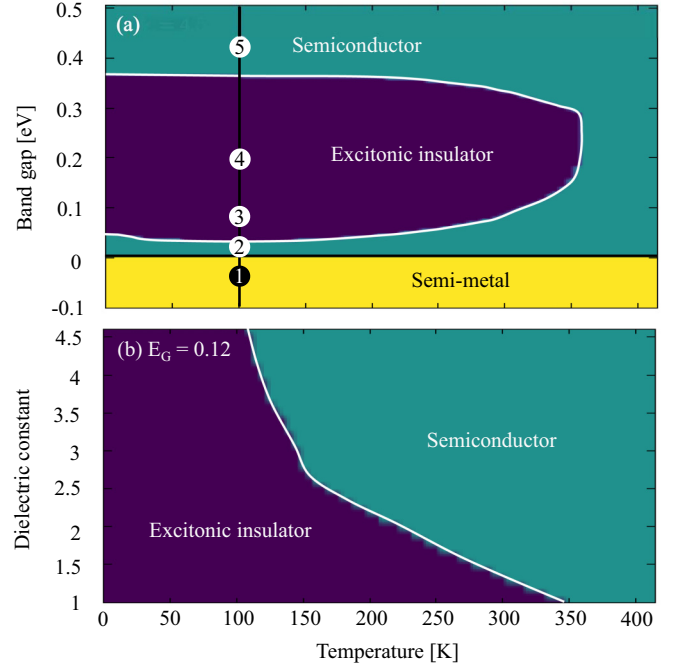 (a)
Semiconductor
Excitonic insulator
Semi-metal
5
4
3
2
1
Band gap [eV]
0.5
0.4
0.3
0.2
0.1
0
-0.1
(b) E_G = 0.12
Semiconductor
Excitonic insulator
Dielectric constant
4.5
4
3.5
3
2.5
2
1.5
1
0 50 100 150 200 250 300 350 400
Temperature [K]